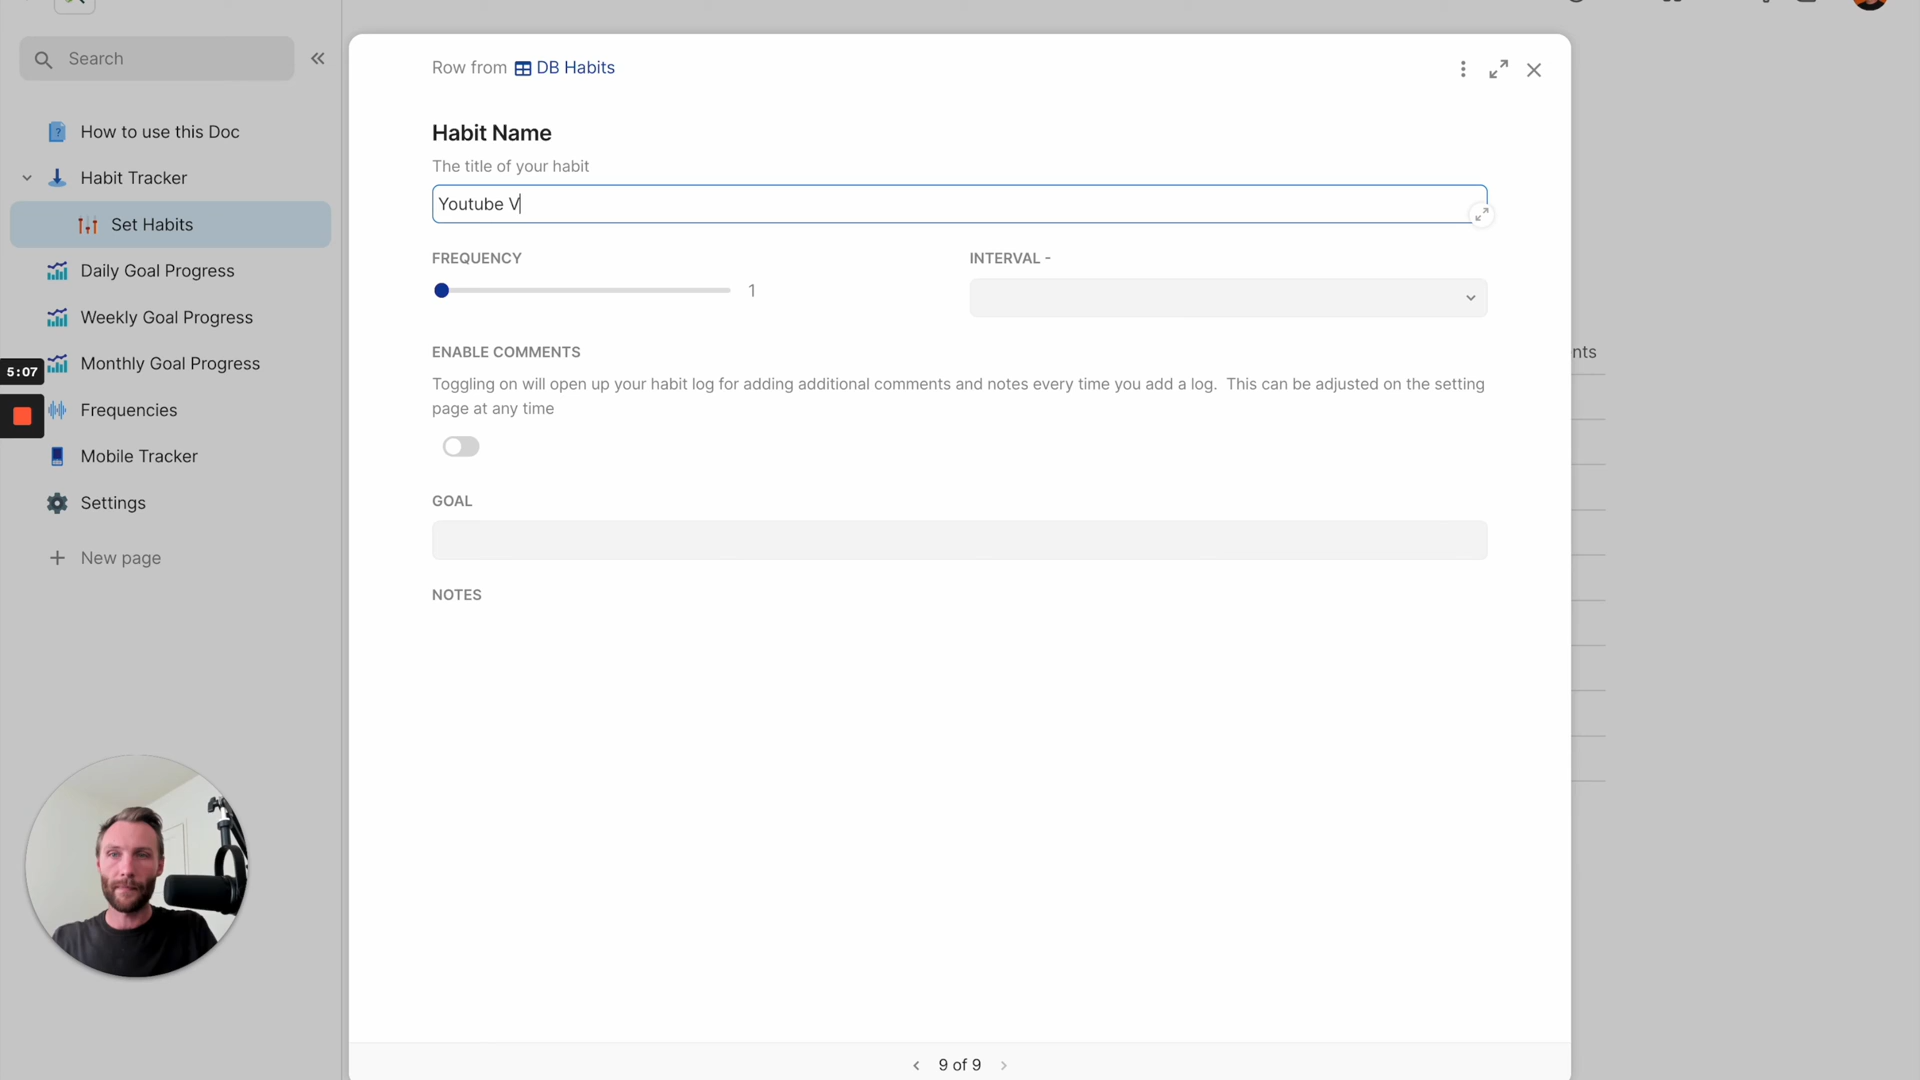 Search
How to use this Doc
Habit Tracker
Set Habits
Daily Goal Progress
Weekly Goal Progress
Monthly Goal Progress
5:07
Frequencies
Mobile Tracker
Settings
New page
Row from DB Habits
Habit Name
The title of your habit
Youtube V
FREQUENCY
1
INTERVAL -
ENABLE COMMENTS
Toggling on will open up your habit log for adding additional comments and notes every time you add a log. This can be adjusted on the setting
page at any time
GOAL
NOTES
9 of 9
nts